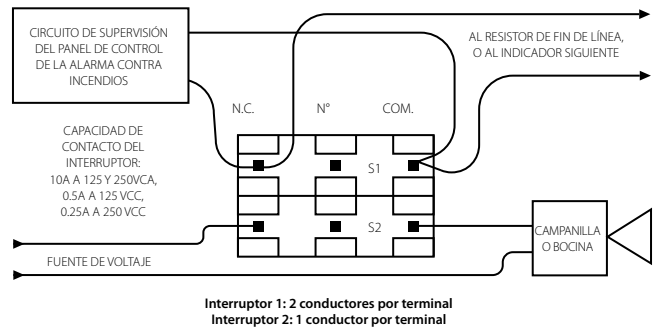 CIRCUITO DE SUPERVISIÓN
DEL PANEL DE CONTROL
DE LA ALARMA CONTRA
INCENDIOS
AL RESISTOR DE FIN DE LÍNEA,
O AL INDICADOR SIGUIENTE
N.C.
N°
COM.
CAPACIDAD DE
CONTACTO DEL
INTERRUPTOR:
10A A 125 Y 250VCA,
0.5A A 125 VCC,
0.25A A 250 VCC
S1
S2
FUENTE DE VOLTAJE
CAMPANILLA
O BOCINA
Interruptor 1: 2 conductores por terminal
Interruptor 2: 1 conductor por terminal